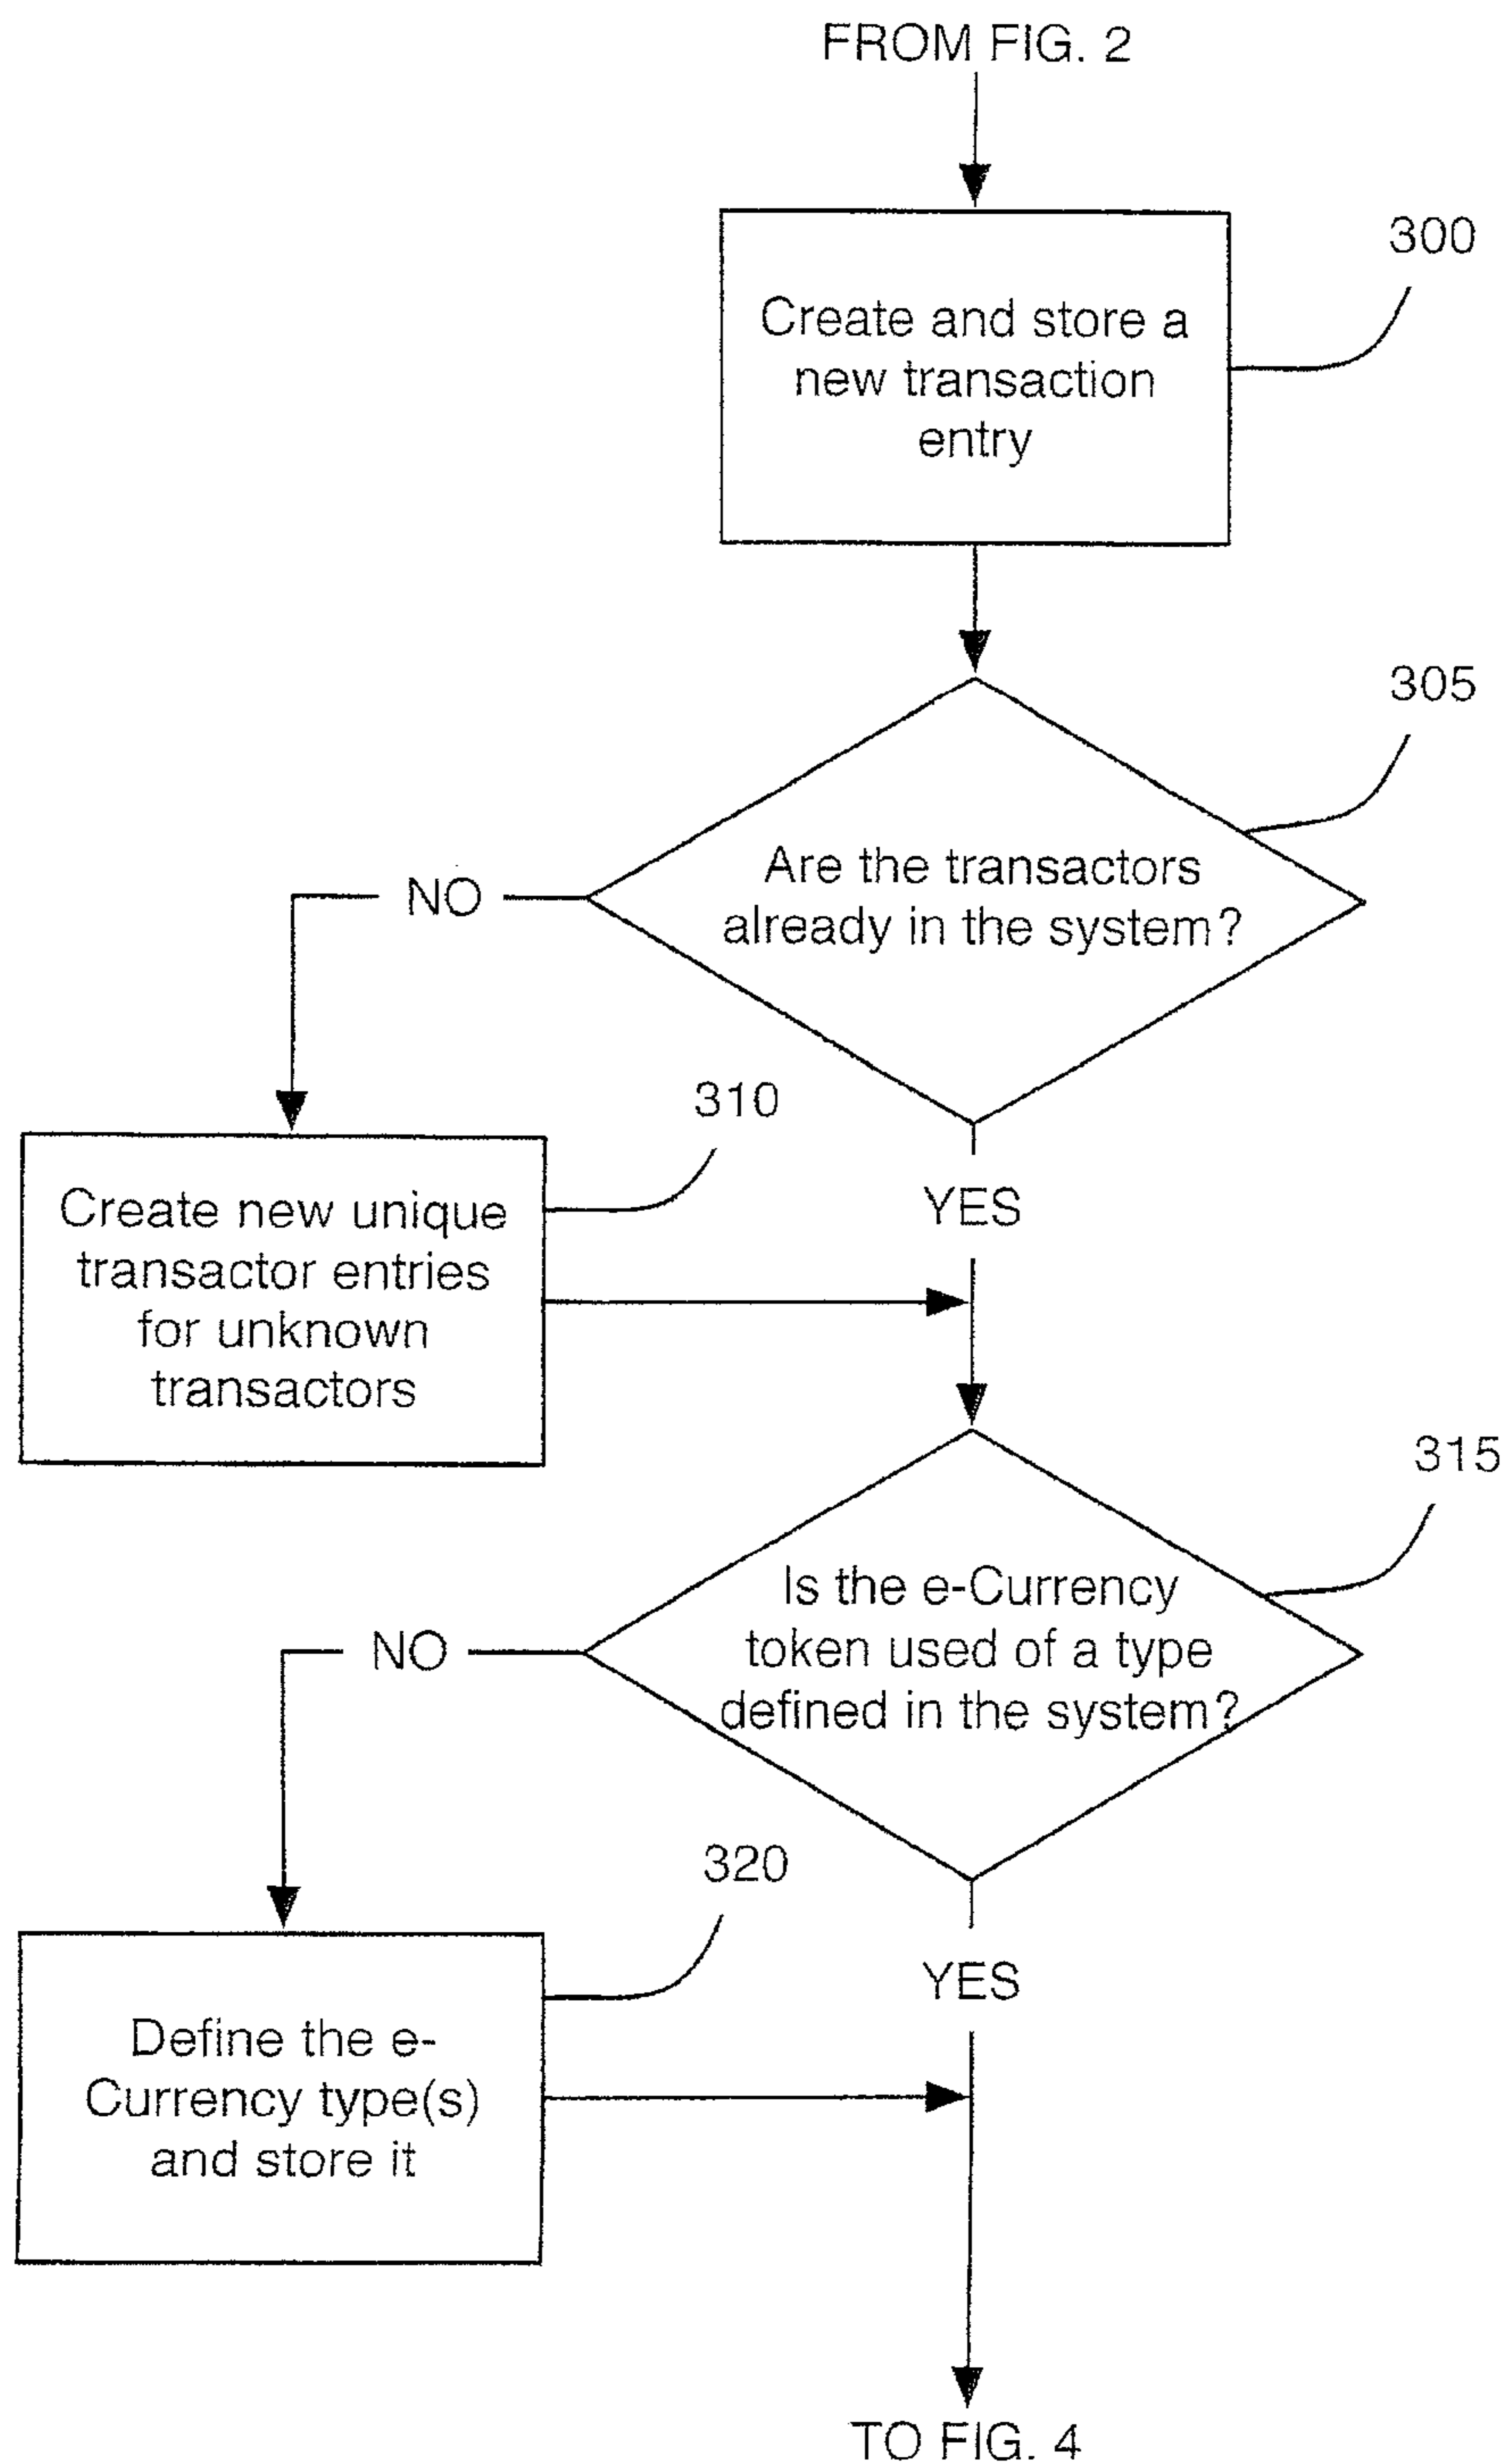 FROM FIG. 2
300
Create and store a
new transaction
entry
305
Are the transactors
already in the system?
NO
310
YES
Create new unique
transactor entries
for unknown
transactors
315
Is the e-Currency
token used of a type
defined in the system?
NO
320
YES
Define the e-
Currency type(s)
and store it
TO FIG. 4